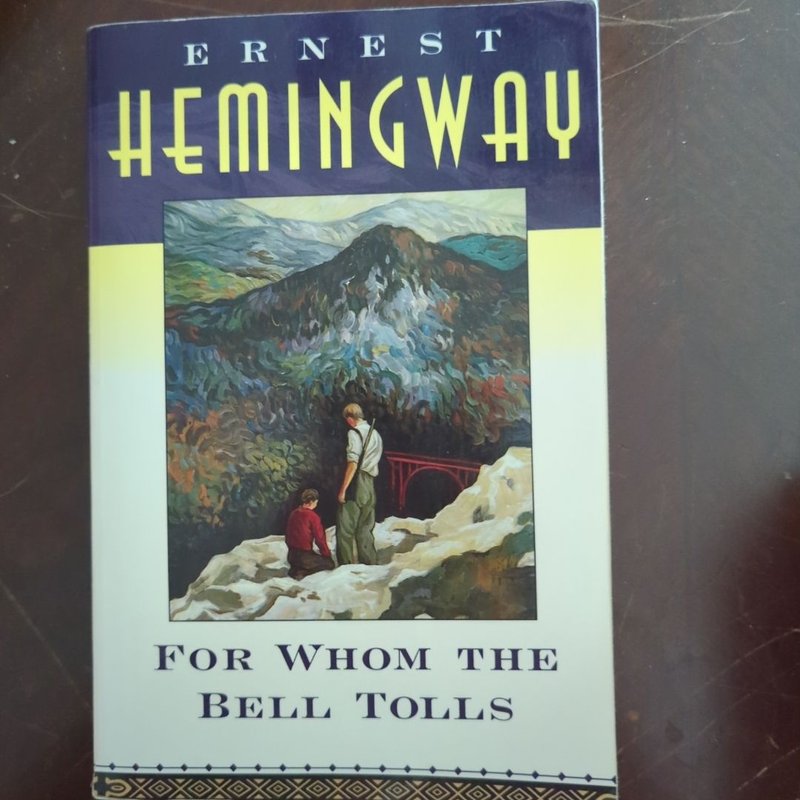 ERNEST
HEMINGWAY
FOR WHOM THE
BELL TOLLS